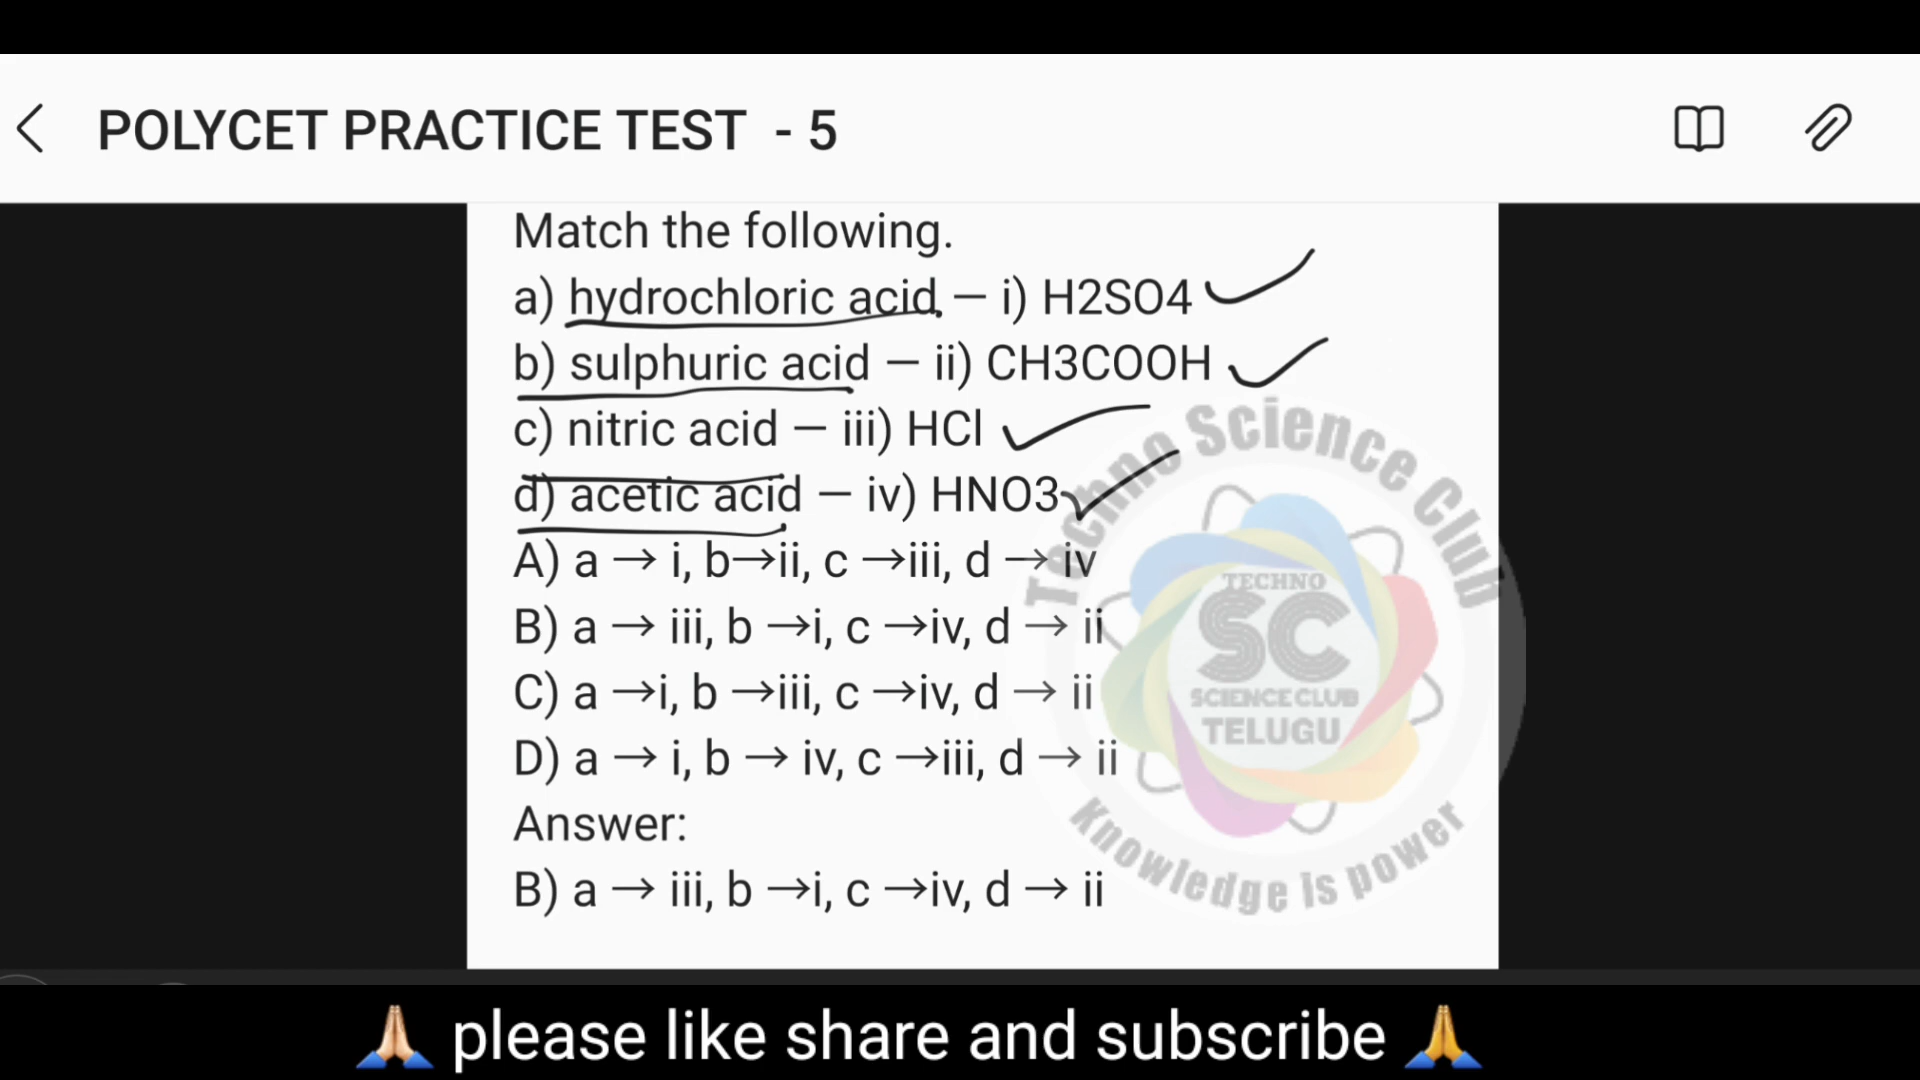 POLYCET PRACTICE TEST - 5
Match the following.
a) hydrochloric acid. — i) H2SO4
b) sulphuric acid — ii) CH3COOH
c) nitric acid — iii) HCl
d) acetic acid — iv) HNO3
A) a → i, b→ii, c →iii, d → iv
B) a → iii, b →i, c →iv, d → ii
C) a →i, b →iii, c →iv, d → ii
D) a → i, b → iv, c →iii, d → ii
Answer:
B) a → iii, b →i, c →iv, d → ii
Techno Science Club
TECHNO
SC
SCIENCE CLUB
TELUGU
Knowledge is power
🙏🏻 please like share and subscribe 🙏